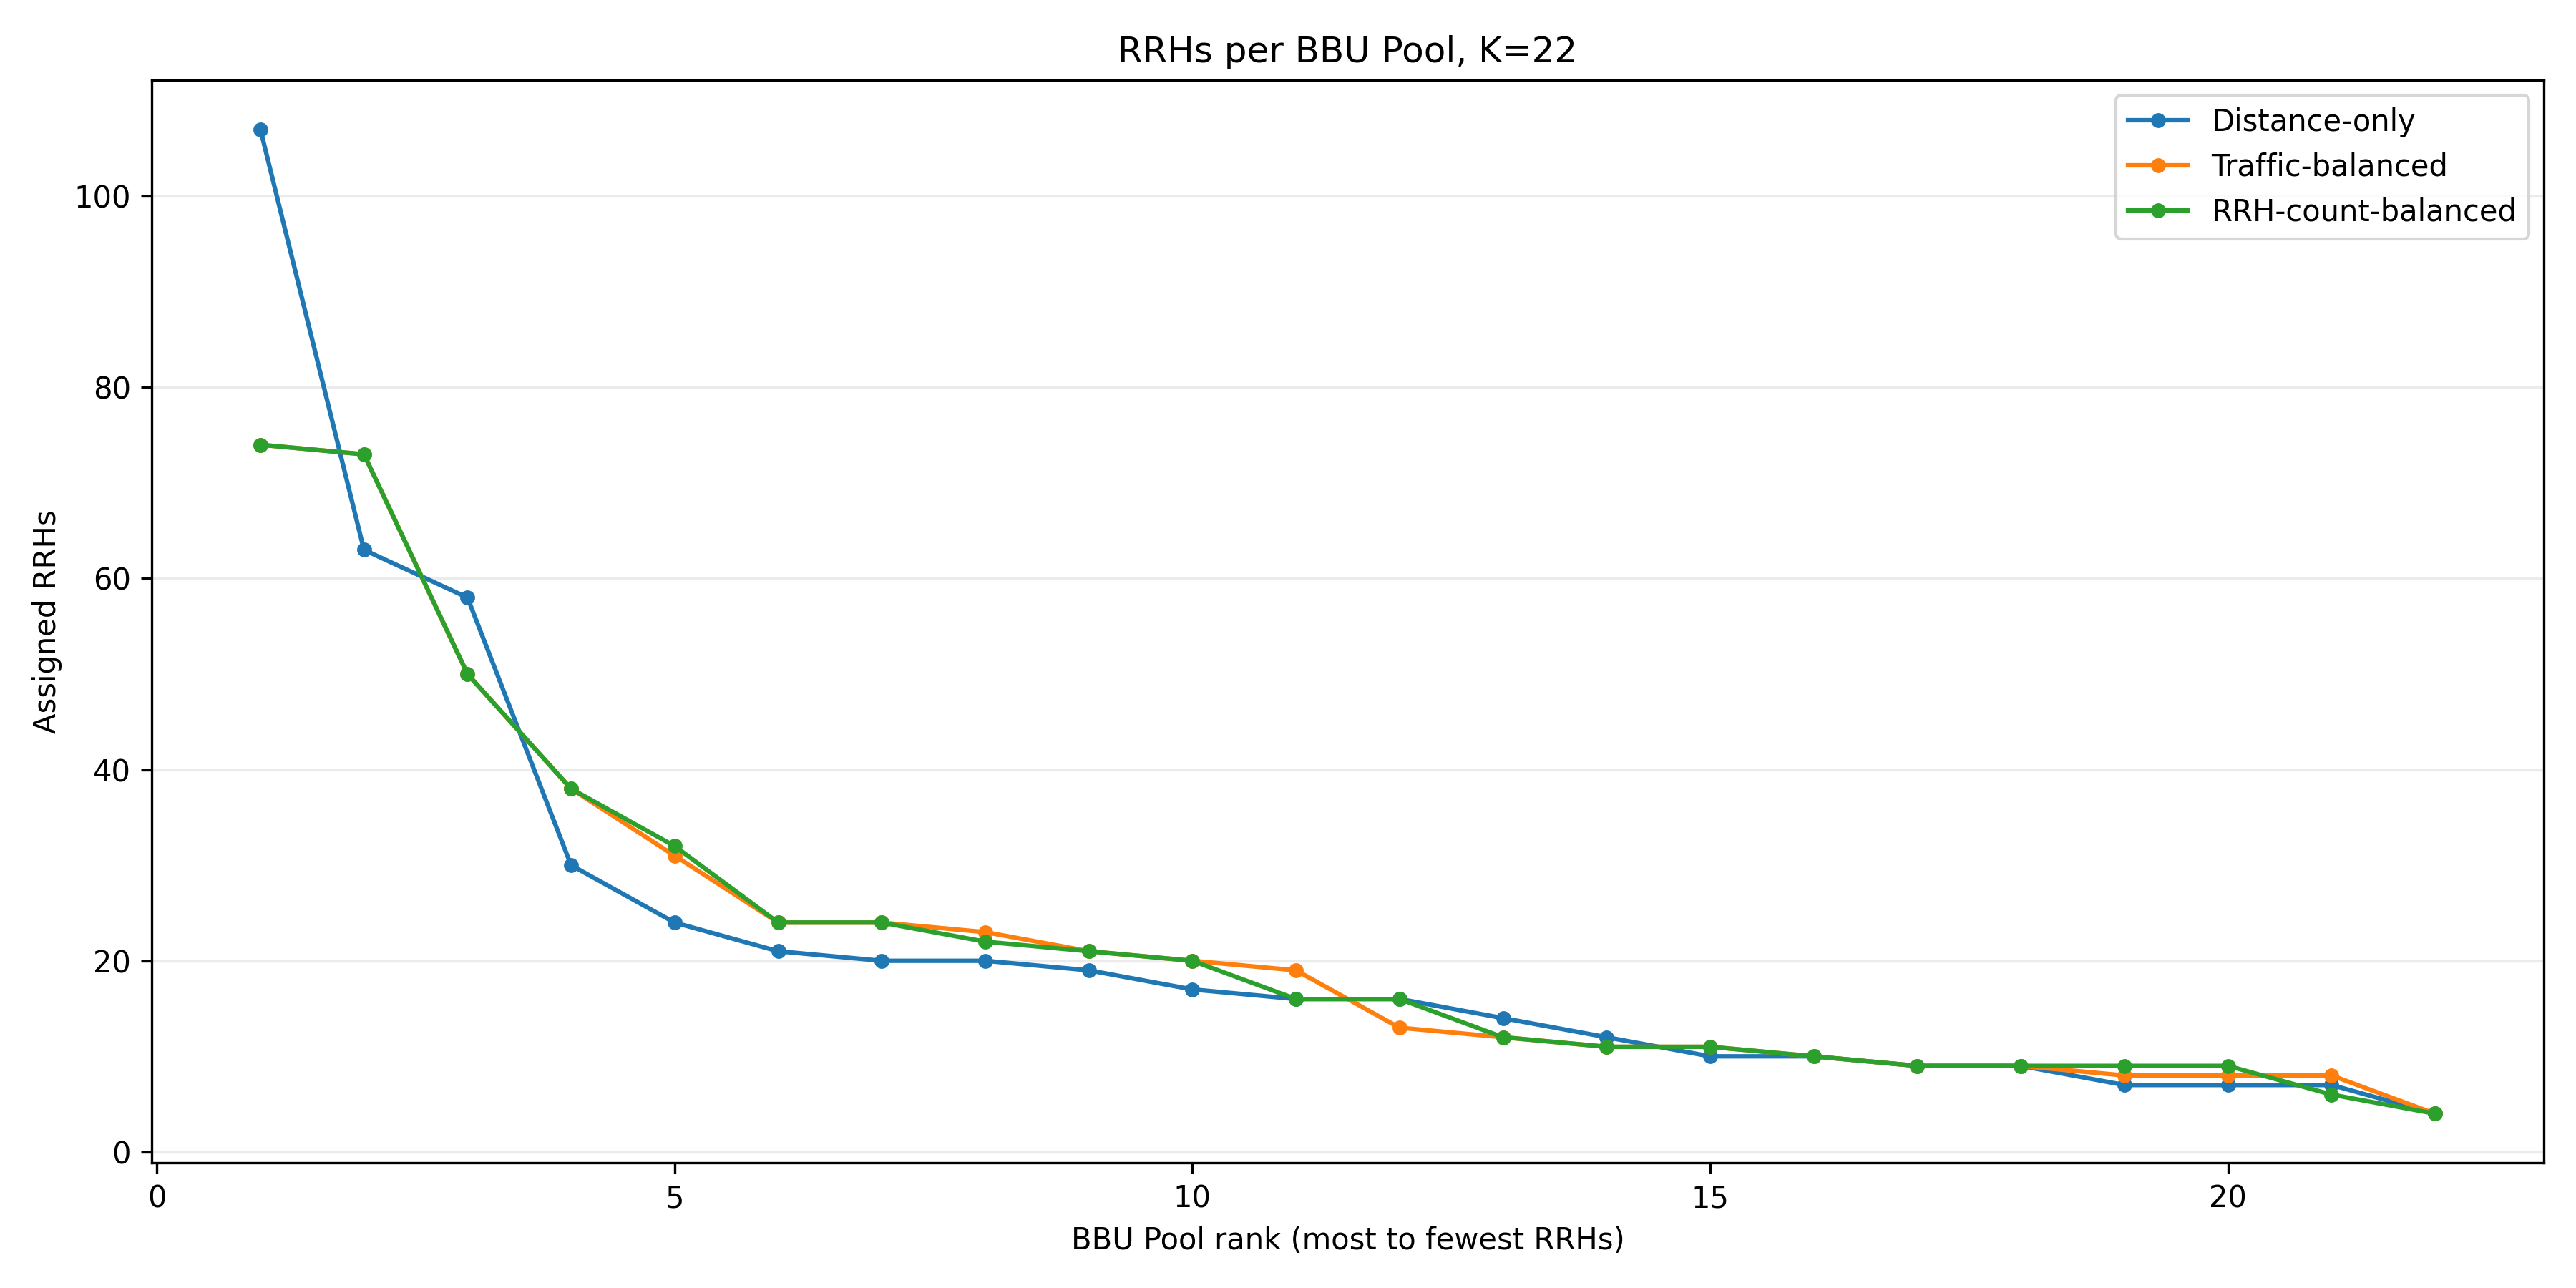 RRHs per BBU Pool, K=22
Distance-only
Traffic-balanced
RRH-count-balanced
Assigned RRHs
100
80
60
40
20
0
0 5 10 15 20
BBU Pool rank (most to fewest RRHs)